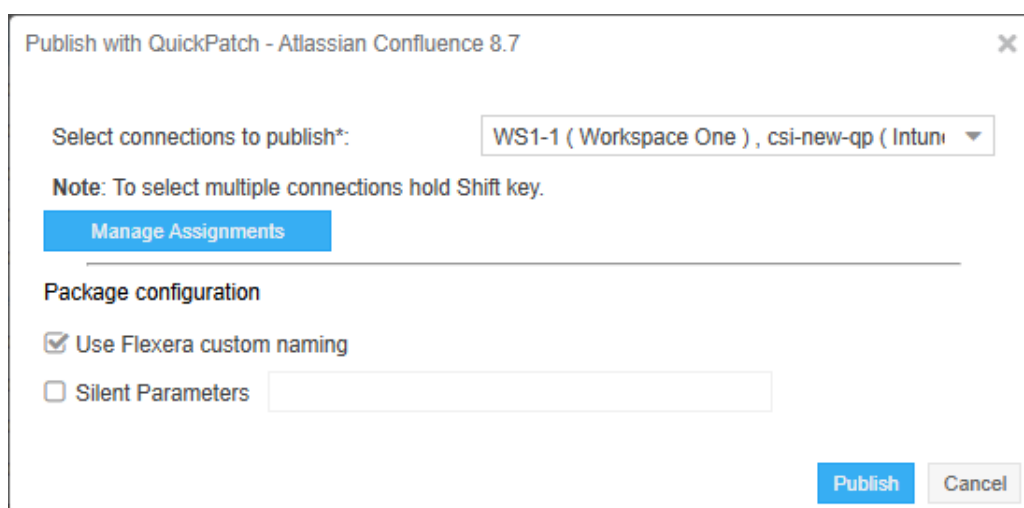 Publish with QuickPatch - Atlassian Confluence 8.7
Select connections to publish*:
WS1-1 ( Workspace One ) , csi-new-qp (
Note: To select multiple connections hold Shift key.
Manage Assignments
Package configuration
Use Flexera custom naming
Silent Parameters
Publish
Cancel